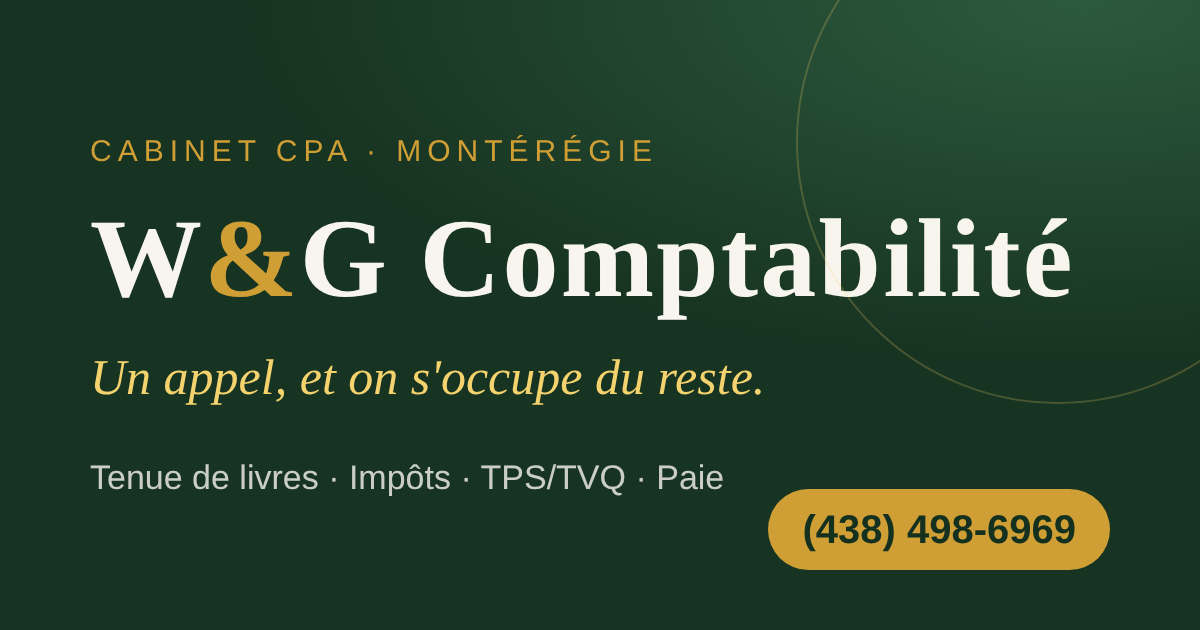 CABINET CPA · MONTÉRÉGIE
W&G Comptabilité
Un appel, et on s'occupe du reste.
Tenue de livres · Impôts · TPS/TVQ · Paie
(438) 498-6969